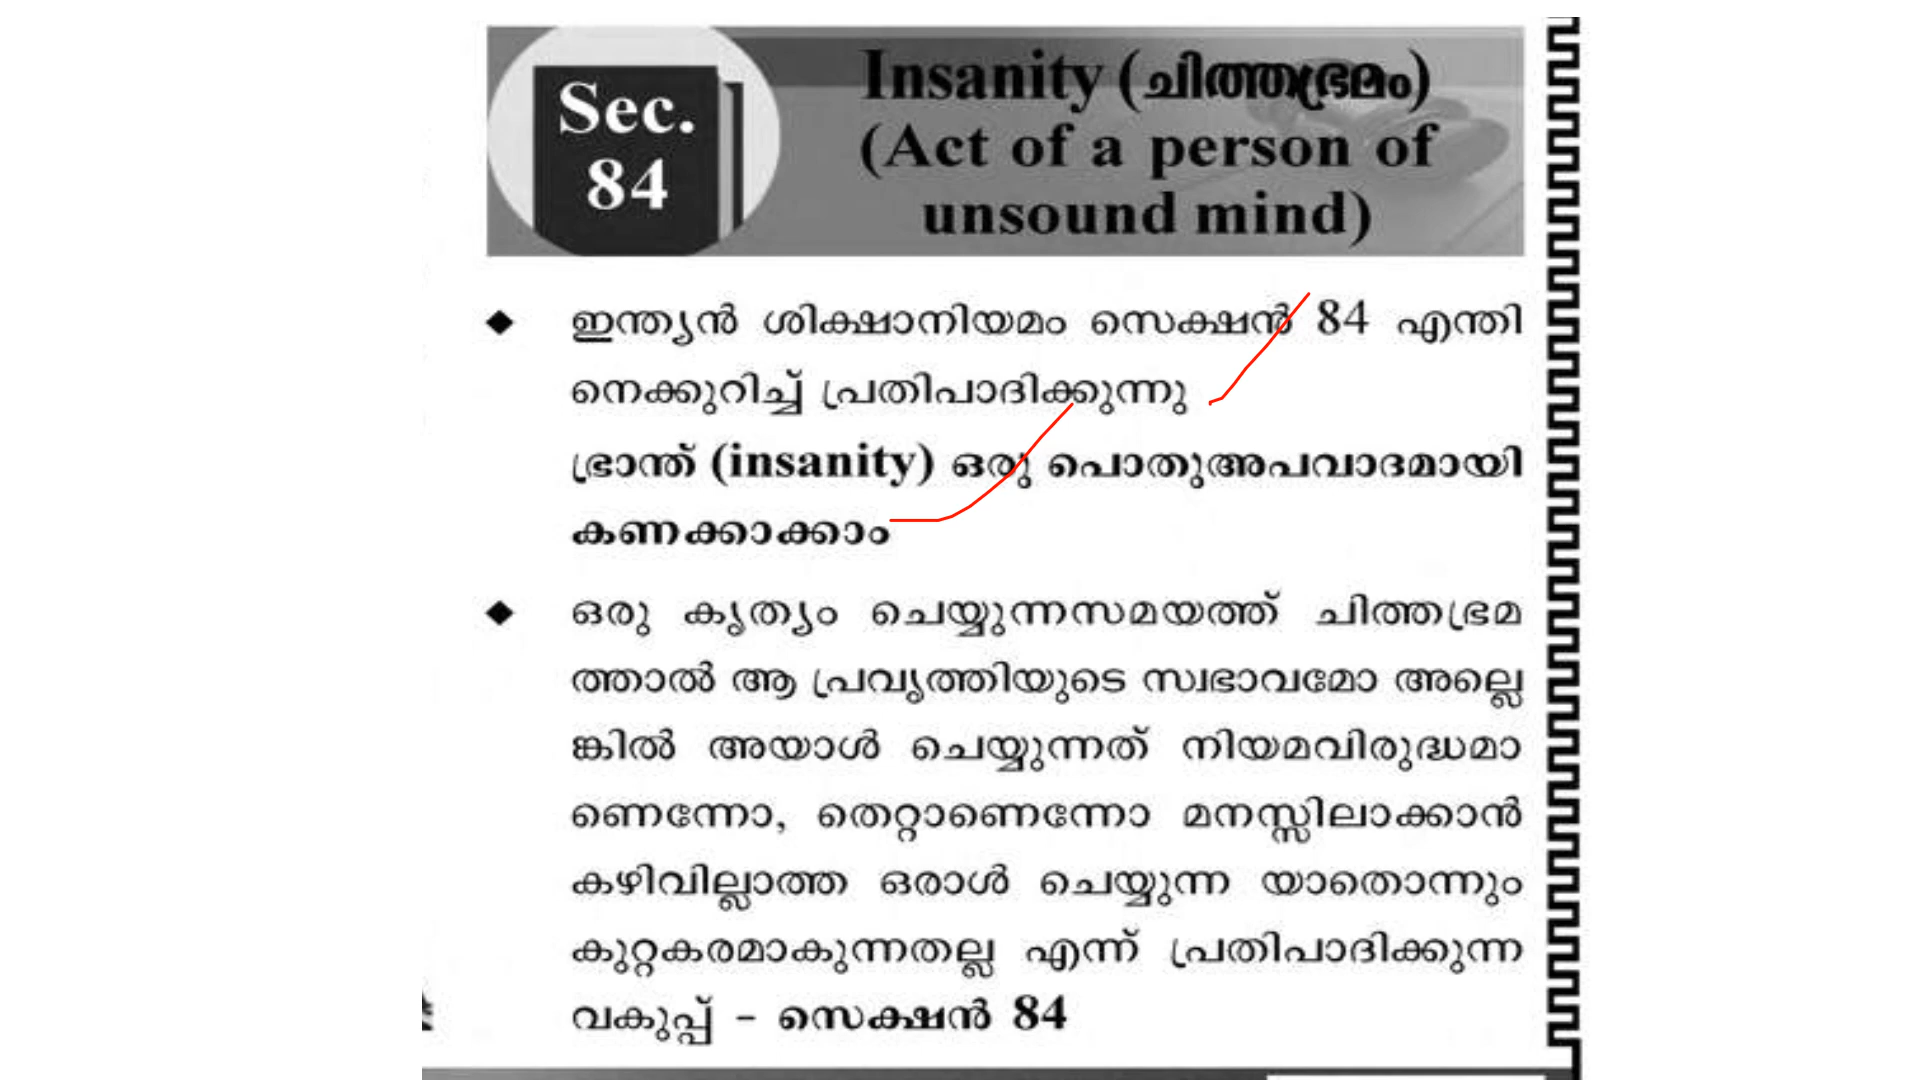 Sec.
84
Insanity (ചിത്തഭ്രമം)
(Act of a person of
unsound mind)
◆ ഇന്ത്യൻ ശിക്ഷാനിയമം സെക്ഷൻ 84 എന്തി
നെക്കുറിച്ച് പ്രതിപാദിക്കുന്നു
ഭ്രാന്ത് (insanity) ഒരു പൊതുഅപവാദമായി
കണക്കാക്കാം
◆ ഒരു കൃത്യം ചെയ്യുന്നസമയത്ത് ചിത്തഭ്രമ
ത്താൽ ആ പ്രവൃത്തിയുടെ സ്വഭാവമോ അല്ലെ
ങ്കിൽ അയാൾ ചെയ്യുന്നത് നിയമവിരുദ്ധമാ
ണെന്നോ, തെറ്റാണെന്നോ മനസ്സിലാക്കാൻ
കഴിവില്ലാത്ത ഒരാൾ ചെയ്യുന്ന യാതൊന്നും
കുറ്റകരമാകുന്നതല്ല എന്ന് പ്രതിപാദിക്കുന്ന
വകുപ്പ് - സെക്ഷൻ 84